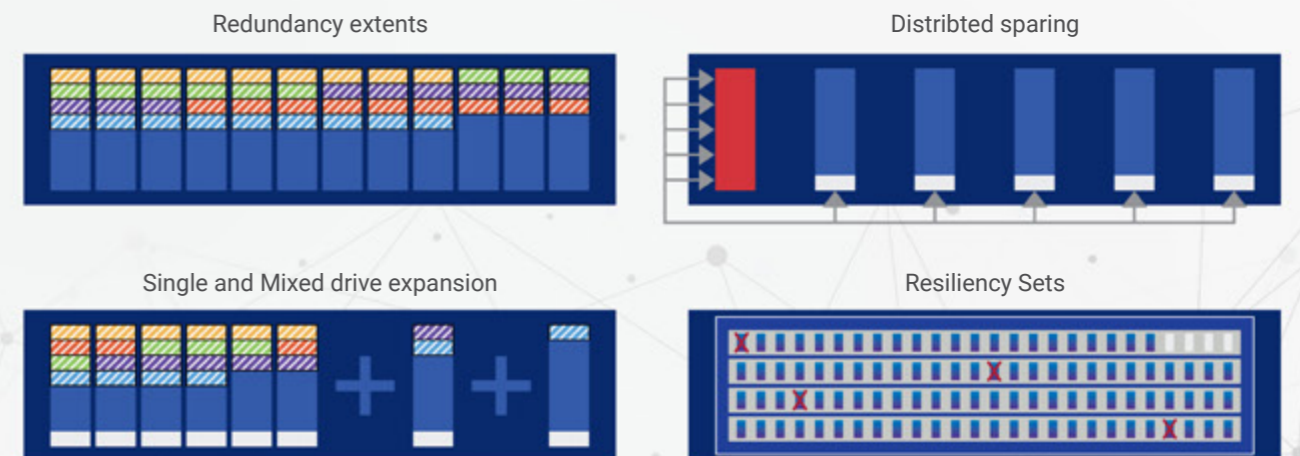 Redundancy extents
Distribted sparing
Single and Mixed drive expansion
Resiliency Sets